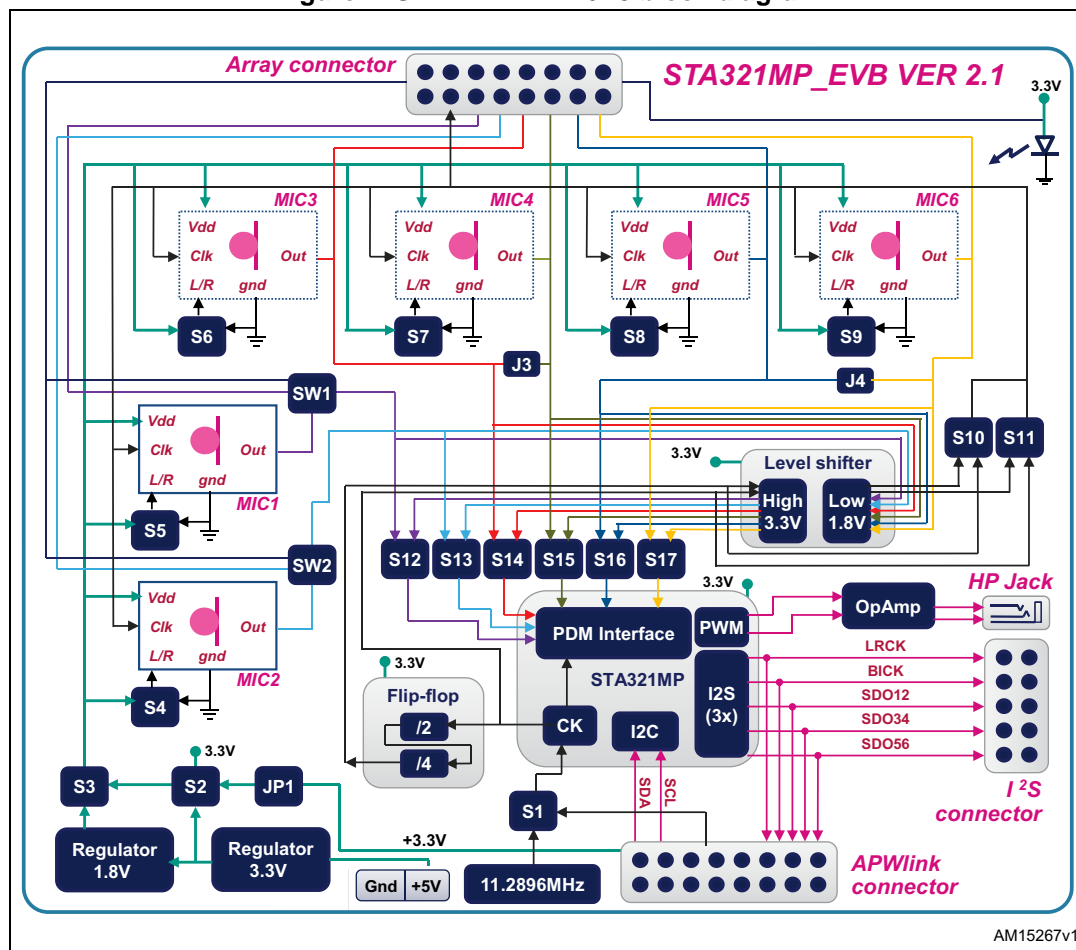 Array connector
STA321MP_EVB VER 2.1
3.3V
MIC3
MIC4
MIC5
MIC6
Vdd
Clk
Out
L/R
gnd
Vdd
Clk
Out
L/R
gnd
Vdd
Clk
Out
L/R
gnd
Vdd
Clk
Out
L/R
gnd
S6
S7
S8
S9
J3
J4
SW1
Vdd
Clk
Out
L/R
gnd
MIC1
S5
S10
S11
3.3V
Level shifter
High
3.3V
Low
1.8V
SW2
S12
S13
S14
S15
S16
S17
Vdd
Clk
Out
L/R
gnd
MIC2
S4
3.3V
HP Jack
OpAmp
PDM Interface
PWM
STA321MP
I2S
(3x)
LRCK
BICK
SDO12
SDO34
SDO56
3.3V
Flip-flop
/2
/4
CK
I2C
SDA
SCL
I ²S
connector
3.3V
S3
S2
JP1
S1
Regulator
1.8V
Regulator
3.3V
+3.3V
Gnd
+5V
11.2896MHz
APWlink
connector
AM15267v1